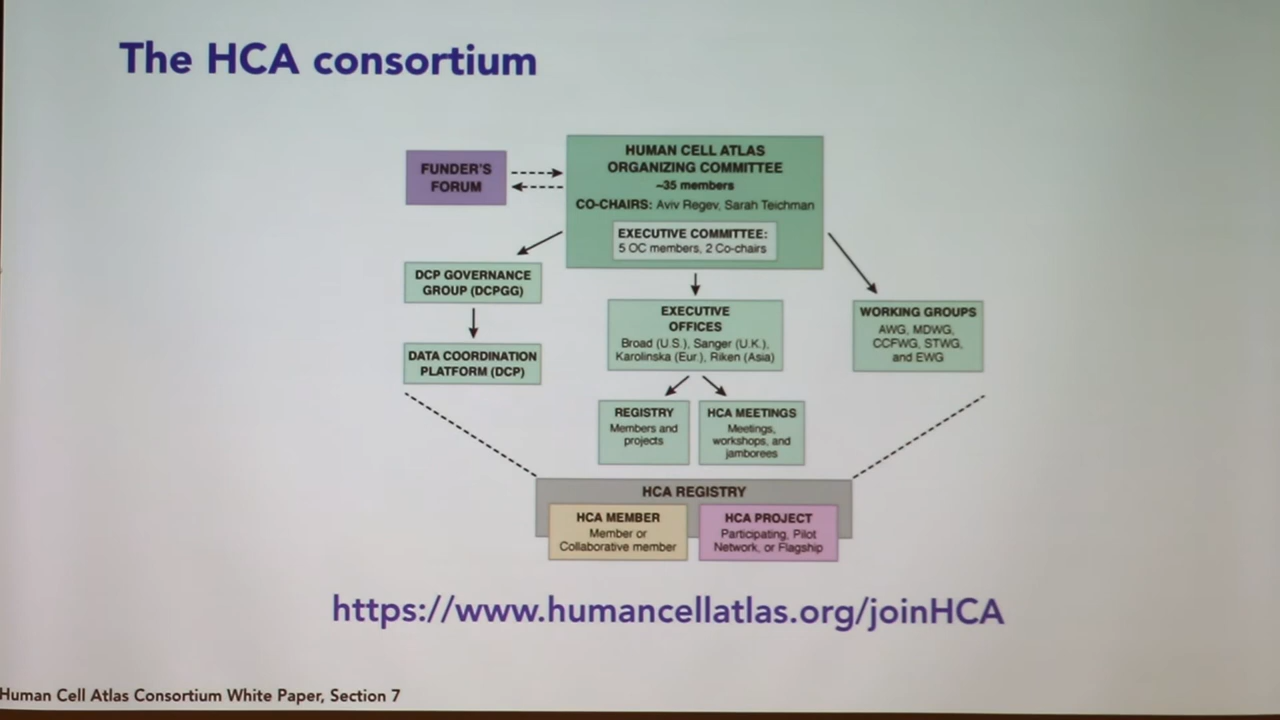 The HCA consortium
FUNDER'S
FORUM
HUMAN CELL ATLAS
ORGANIZING COMMITTEE
~35 members
CO-CHAIRS: Aviv Regev, Sarah Teichman
EXECUTIVE COMMITTEE:
5 OC members, 2 Co-chairs
DCP GOVERNANCE
GROUP (DCPGG)
DATA COORDINATION
PLATFORM (DCP)
EXECUTIVE
OFFICES
Broad (U.S.), Sanger (U.K.),
Karolinska (Eur.), Riken (Asia)
WORKING GROUPS
AWG, MDWG,
CCFWG, STWG,
and EWG
REGISTRY
Members and
projects
HCA MEETINGS
Meetings,
workshops, and
jamborees
HCA REGISTRY
HCA MEMBER
Member or
Collaborative member
HCA PROJECT
Participating, Pilot
Network, or Flagship
https://www.humancellatlas.org/joinHCA
Human Cell Atlas Consortium White Paper, Section 7